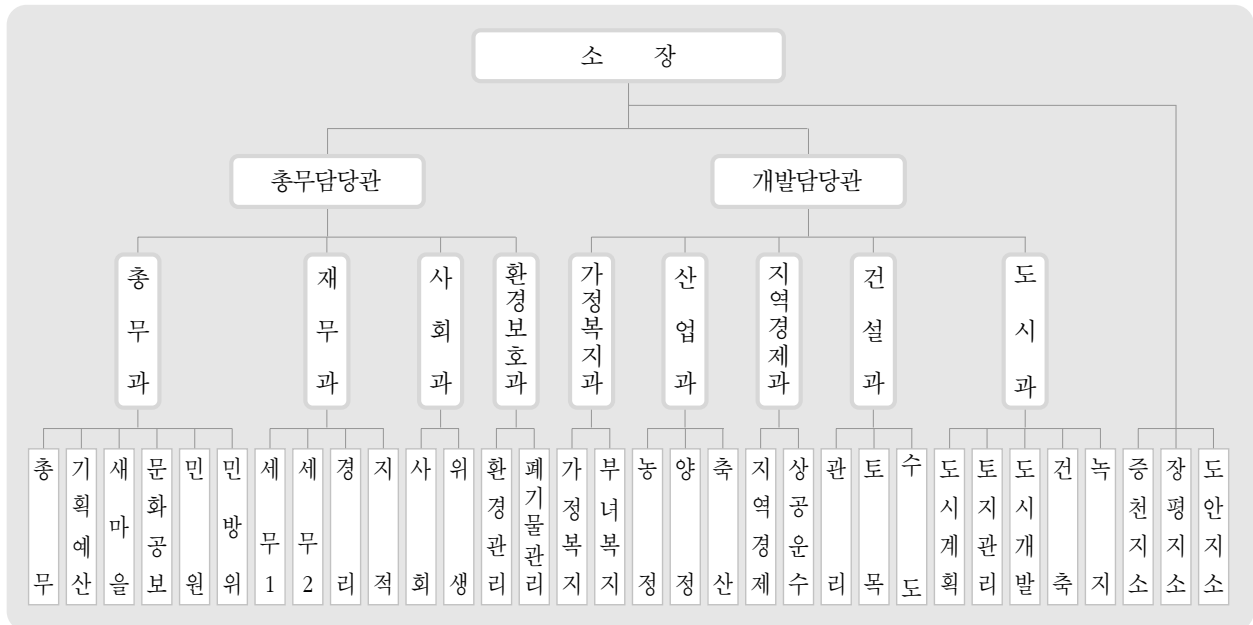 소 장
총무담당관
개발담당관
총무과
재무과
사회과
환경보호과
가정복지과
산업과
지역경제과
건설과
도시과
총무
기획예산
새마을
문화공보
민원
민방위
세무1
세무2
경리
지적
사회
위생
환경관리
폐기물관리
가정복지
부녀복지
농정
양정
축산
지역경제
상공운수
관리
토목
수도
도시계획
토지관리
도시개발
건축
녹지
증천지소
장평지소
도안지소